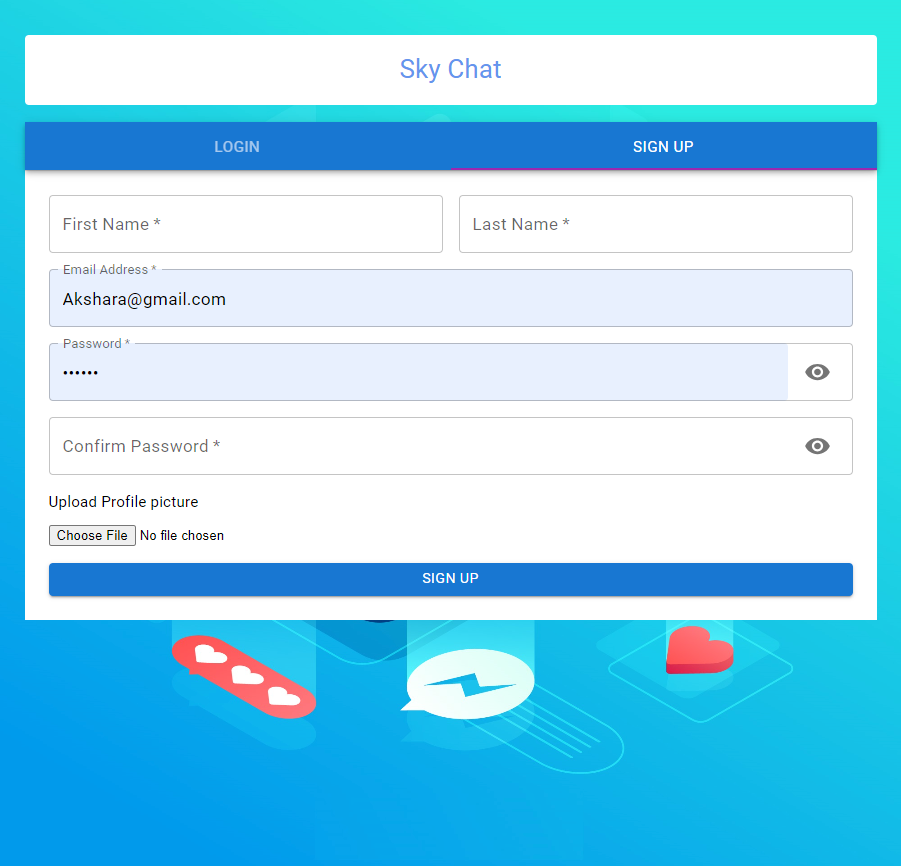 Sky Chat
LOGIN SIGN UP
First Name * Last Name *
Email Address *
Akshara@gmail.com
Password *
••••••
Confirm Password *
Upload Profile picture
Choose File No file chosen
SIGN UP